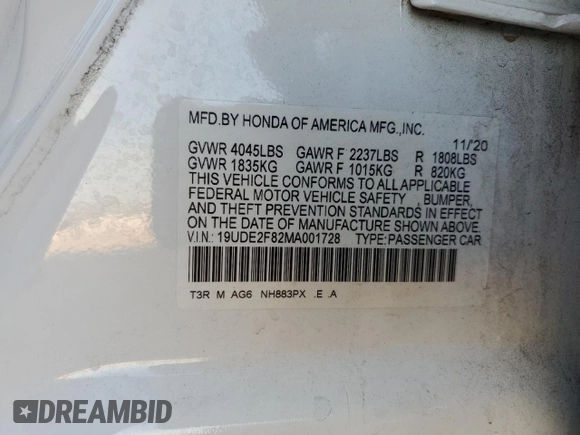 MFD.BY HONDA OF AMERICA MFG.,INC.
11/'20
GVWR 4045LBS GAWR F 2237LBS R 1808LBS
GVWR 1835KG GAWR F 1015KG R 820KG
THIS VEHICLE CONFORMS TO ALL APPLICABLE
FEDERAL MOTOR VEHICLE SAFETY , BUMPER,
AND THEFT PREVENTION STANDARDS IN EFFECT
ON THE DATE OF MANUFACTURE SHOWN ABOVE.
V.I.N.: 19UDE2F82MA001728 TYPE:PASSENGER CAR
T3R M AG6 NH883PX .E .A
DREAMBID